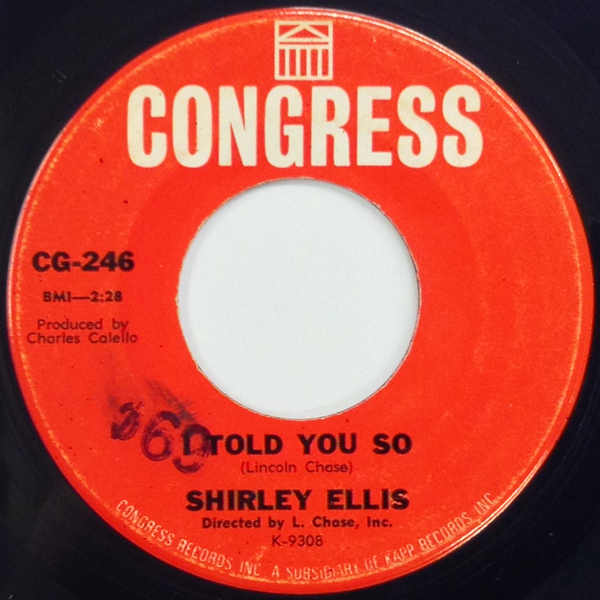 CONGRESS
CG-246
BMI—2:28
Produced by
Charles Calello
I TOLD YOU SO
(Lincoln Chase)
SHIRLEY ELLIS
Directed by L. Chase, Inc.
K-9308
CONGRESS RECORDS INC A SUBSIDIARY OF KAPP RECORDS, INC.